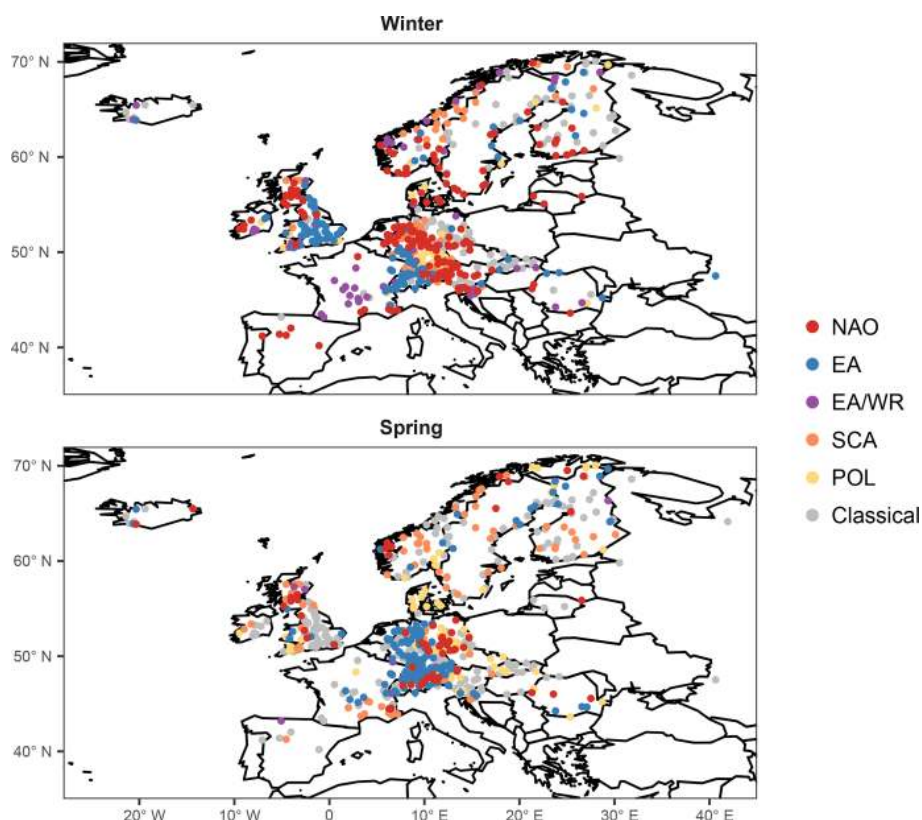 Winter
70° N
60° N
50° N
40° N
NAO
EA
EA/WR
SCA
POL
Classical
Spring
70° N
60° N
50° N
40° N
20° W 10° W 0 10° E 20° E 30° E 40° E